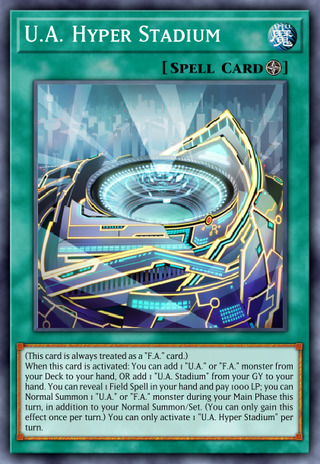 U.A. Hyper Stadium
魔
[Spell Card]
(This card is always treated as a "F.A." card.)
When this card is activated: You can add 1 "U.A." or "F.A." monster
from your Deck to your hand, OR add 1 "U.A. Stadium" from your GY to your
hand. You can reveal 1 Field Spell in your hand and pay 1000 LP; you can
Normal Summon 1 "U.A." or "F.A." monster during your Main Phase this
turn, in addition to your Normal Summon/Set. (You can only gain this
effect once per turn.) You can only activate 1 "U.A. Hyper Stadium" per
turn.